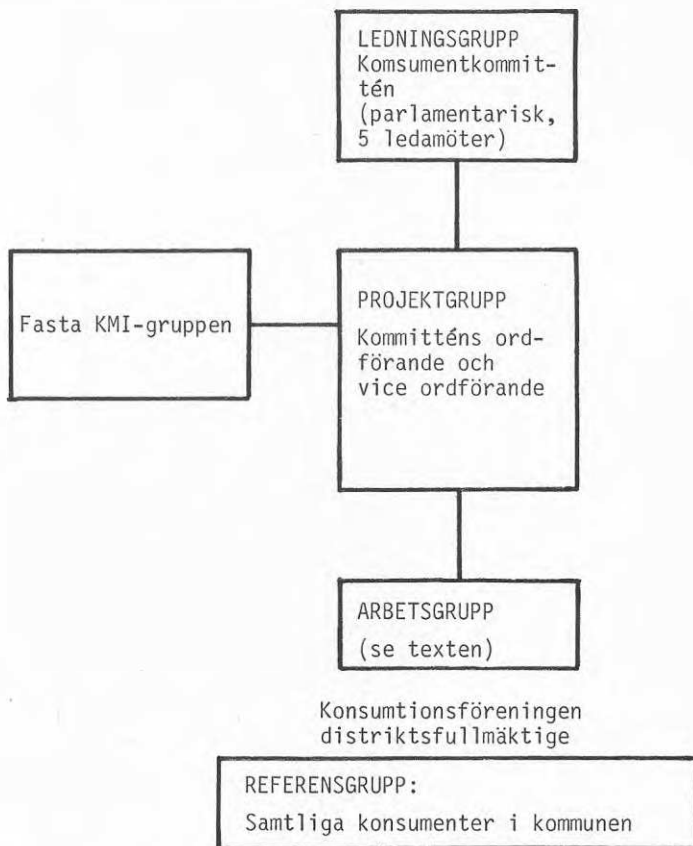 LEDNINGSGRUPP
Komsumentkommit-
tén
(parlamentarisk,
5 ledamöter)
Fasta KMI-gruppen
PROJEKTGRUPP
Kommitténs ord-
förande och
vice ordförande
ARBETSGRUPP
(se texten)
Konsumtionsföreningen
distriktsfullmäktige
REFERENSGRUPP:
Samtliga konsumenter i kommunen